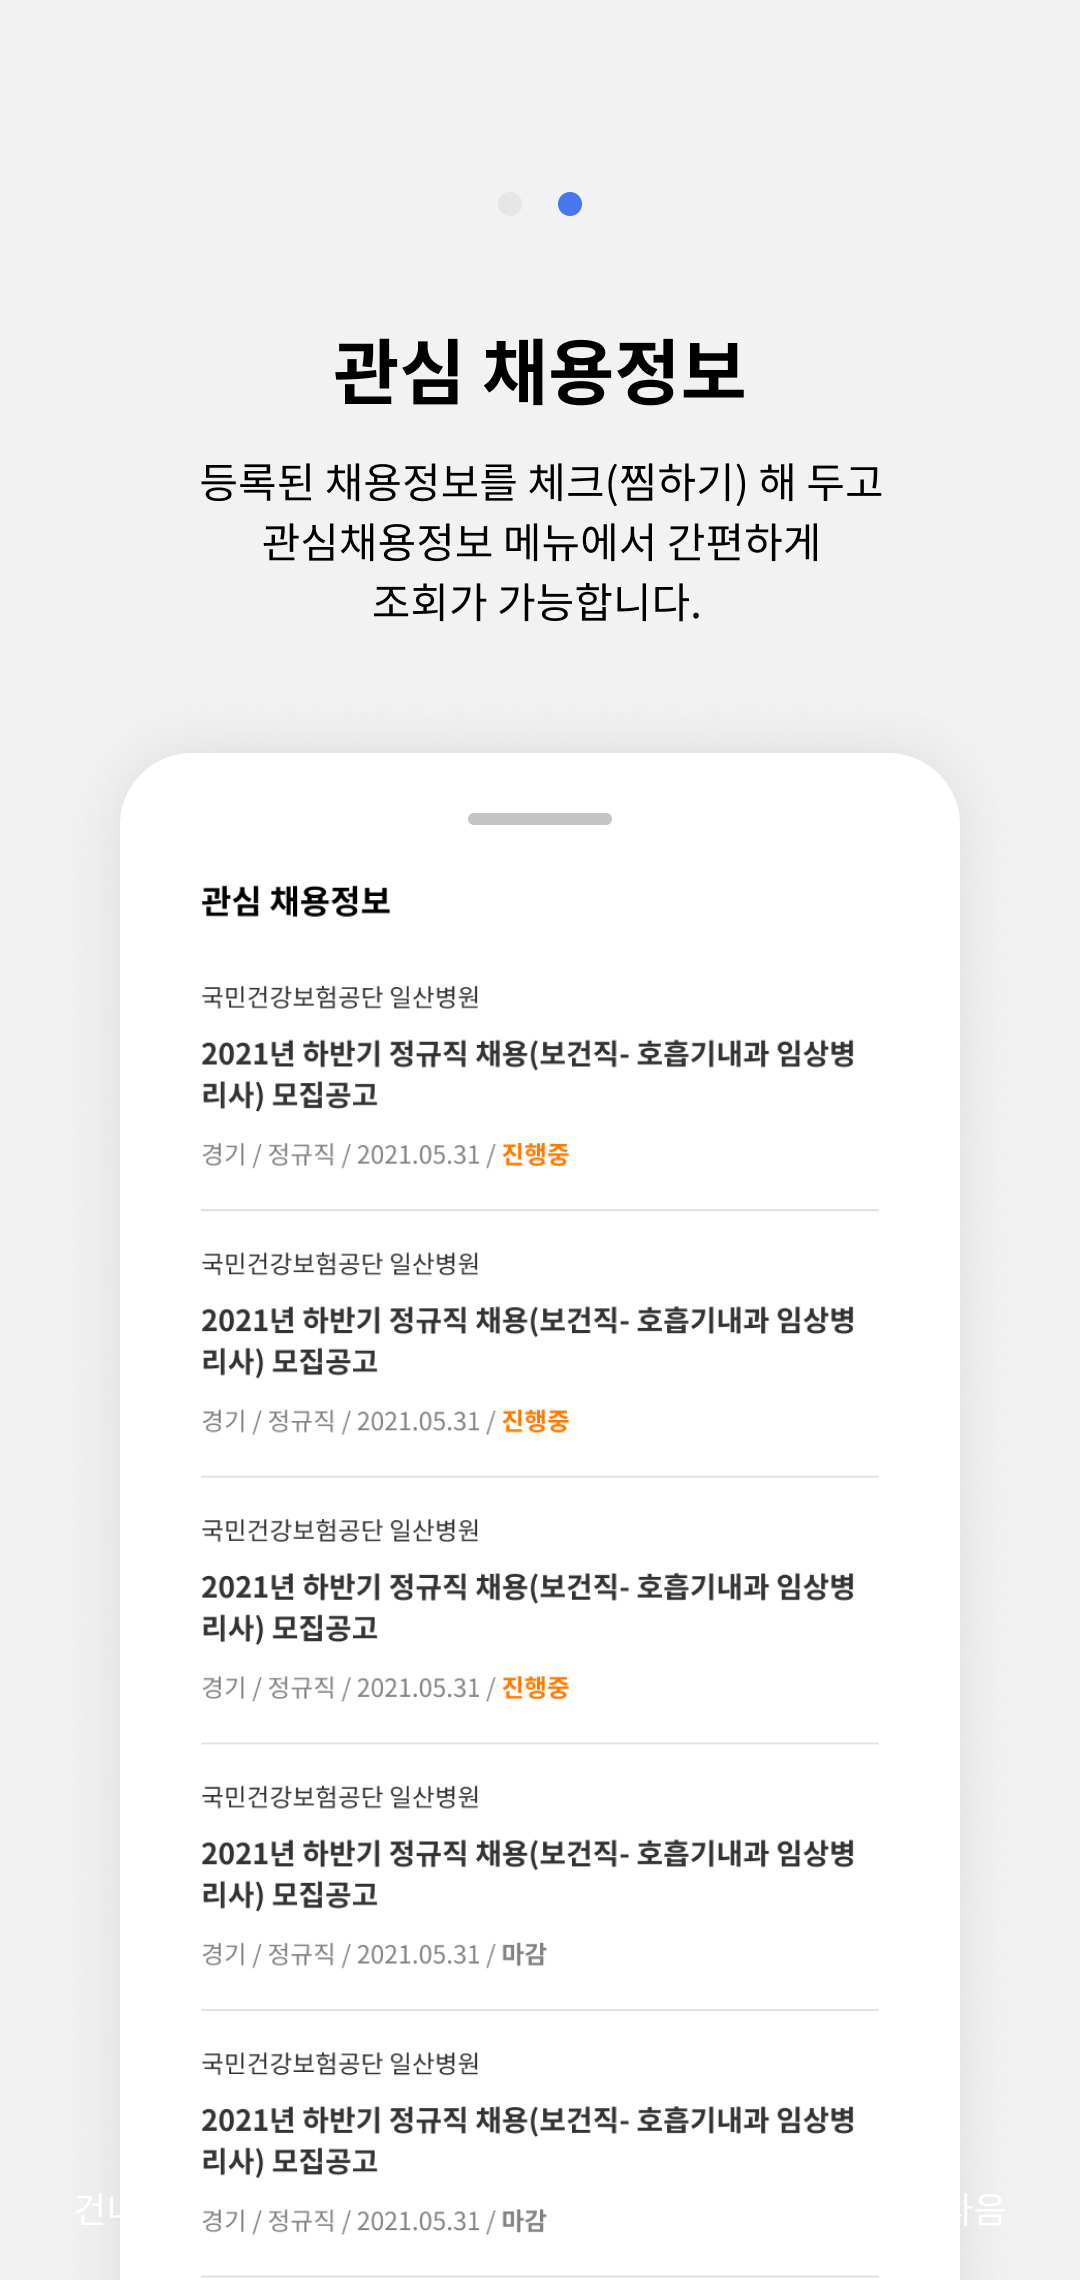 관심 채용정보
등록된 채용정보를 체크(찜하기) 해 두고
관심채용정보 메뉴에서 간편하게
조회가 가능합니다.
관심 채용정보
국민건강보험공단 일산병원
2021년 하반기 정규직 채용(보건직- 호흡기내과 임상병
리사) 모집공고
경기 / 정규직 / 2021.05.31 / 진행중
국민건강보험공단 일산병원
2021년 하반기 정규직 채용(보건직- 호흡기내과 임상병
리사) 모집공고
경기 / 정규직 / 2021.05.31 / 진행중
국민건강보험공단 일산병원
2021년 하반기 정규직 채용(보건직- 호흡기내과 임상병
리사) 모집공고
경기 / 정규직 / 2021.05.31 / 진행중
국민건강보험공단 일산병원
2021년 하반기 정규직 채용(보건직- 호흡기내과 임상병
리사) 모집공고
경기 / 정규직 / 2021.05.31 / 마감
국민건강보험공단 일산병원
2021년 하반기 정규직 채용(보건직- 호흡기내과 임상병
리사) 모집공고
경기 / 정규직 / 2021.05.31 / 마감